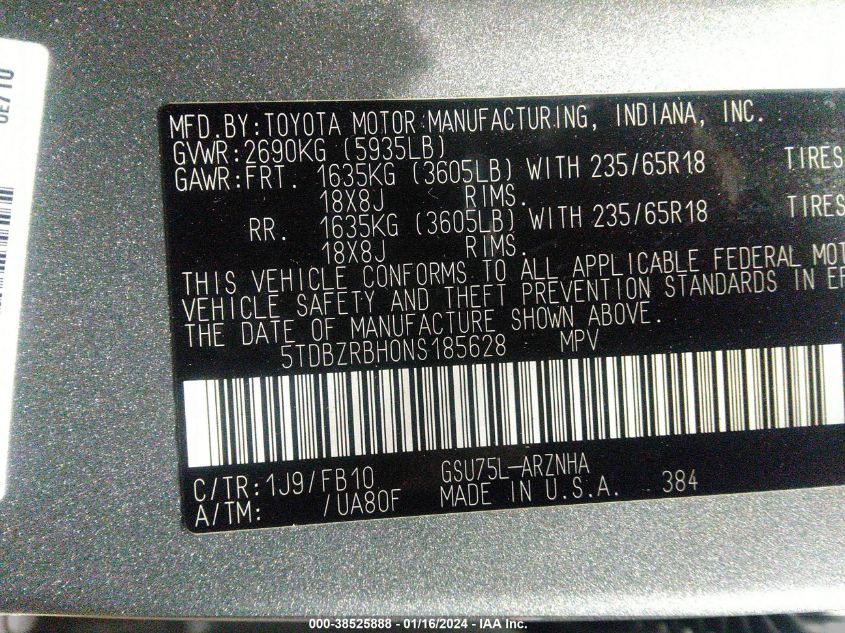 MFD.BY:TOYOTA MOTOR MANUFACTURING, INDIANA, INC.
GVWR:2690KG (5935LB)
GAWR:FRT. 1635KG (3605LB) WITH 235/65R18 TIRES
18X8J RIMS.
RR. 1635KG (3605LB) WITH 235/65R18 TIRES
18X8J RIMS.
THIS VEHICLE CONFORMS TO ALL APPLICABLE FEDERAL MOT
VEHICLE SAFETY AND THEFT PREVENTION STANDARDS IN EF
THE DATE OF MANUFACTURE SHOWN ABOVE.
5TDBZRBH0NS185628 MPV
C/TR:1J9/FB10 GSU75L-ARZNHA
A/TM: /UA80F MADE IN U.S.A. 384
000-38525888 - 01/16/2024 - IAA Inc.